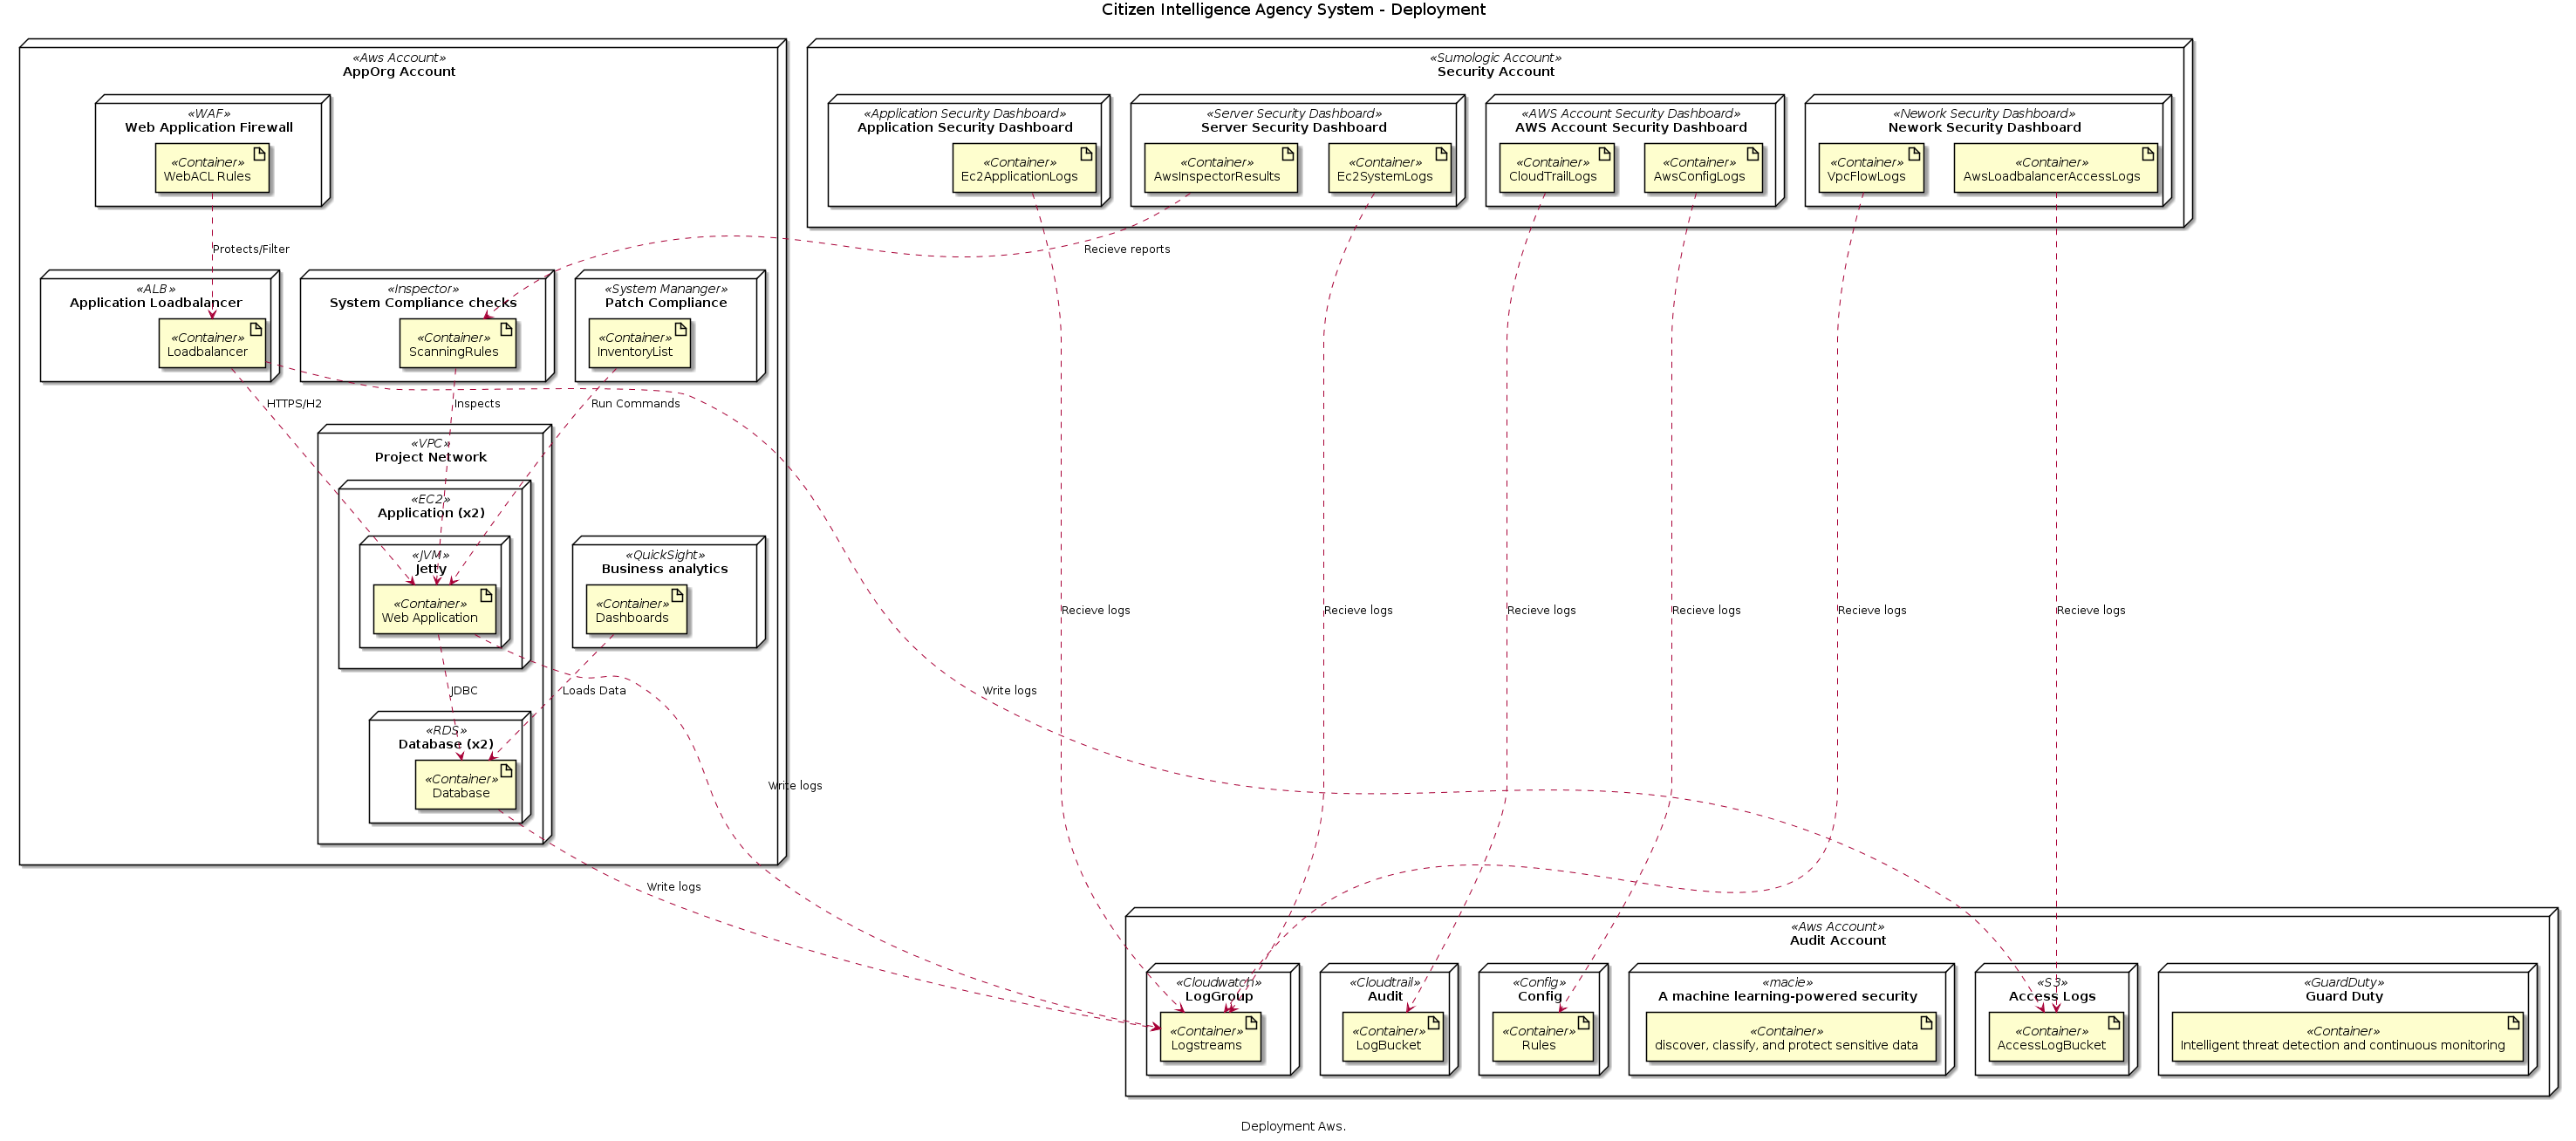 Citizen Intelligence Agency System - Deployment
«Aws Account»
AppOrg Account
«WAF»
Web Application Firewall
«Container»
WebACL Rules
Protects/Filter
«ALB»
Application Loadbalancer
«Container»
Loadbalancer
«Inspector»
System Compliance checks
«Container»
ScanningRules
«System Mananger»
Patch Compliance
«Container»
InventoryList
HTTPS/H2
Inspects
Run Commands
«VPC»
Project Network
«EC2»
Application (x2)
«JVM»
Jetty
«Container»
Web Application
«QuickSight»
Business analytics
«Container»
Dashboards
JDBC
Loads Data
«RDS»
Database (x2)
«Container»
Database
Write logs
Write logs
Write logs
«Sumologic Account»
Security Account
«Application Security Dashboard»
Application Security Dashboard
«Container»
Ec2ApplicationLogs
«Server Security Dashboard»
Server Security Dashboard
«Container»
AwsInspectorResults
«Container»
Ec2SystemLogs
«AWS Account Security Dashboard»
AWS Account Security Dashboard
«Container»
CloudTrailLogs
«Container»
AwsConfigLogs
«Nework Security Dashboard»
Nework Security Dashboard
«Container»
VpcFlowLogs
«Container»
AwsLoadbalancerAccessLogs
Recieve reports
Recieve logs
Recieve logs
Recieve logs
Recieve logs
Recieve logs
Recieve logs
«Aws Account»
Audit Account
«Cloudwatch»
LogGroup
«Container»
Logstreams
«Cloudtrail»
Audit
«Container»
LogBucket
«Config»
Config
«Container»
Rules
«macie»
A machine learning-powered security
«Container»
discover, classify, and protect sensitive data
«S3»
Access Logs
«Container»
AccessLogBucket
«GuardDuty»
Guard Duty
«Container»
Intelligent threat detection and continuous monitoring
Deployment Aws.